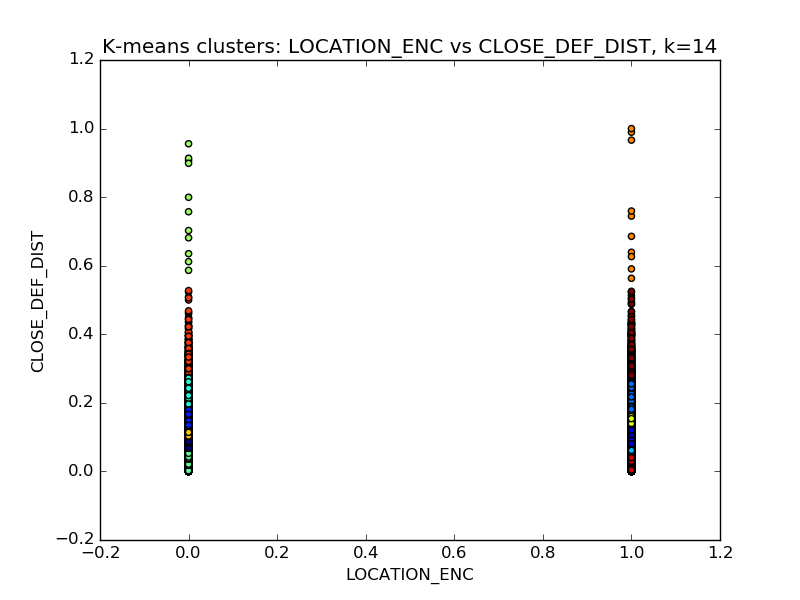 K-means clusters: LOCATION_ENC vs CLOSE_DEF_DIST, k=14
1.2
1.0
0.8
0.6
0.4
0.2
0.0
−0.2
CLOSE_DEF_DIST
−0.2 0.0 0.2 0.4 0.6 0.8 1.0 1.2
LOCATION_ENC